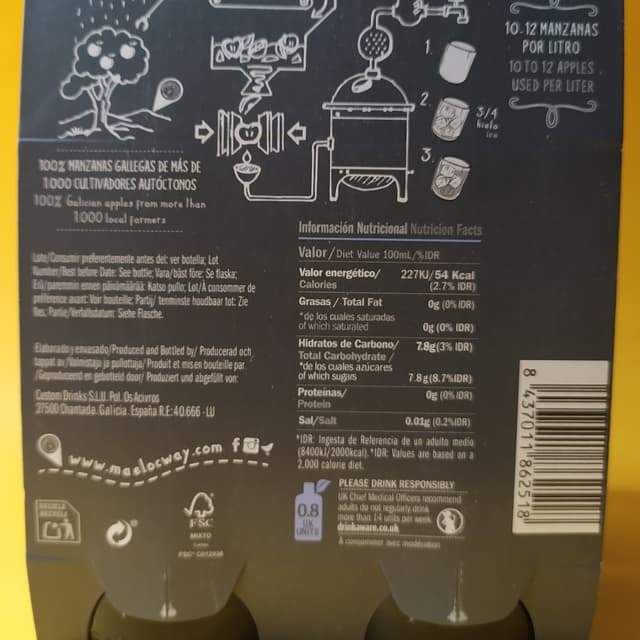 1.
2.
3/4
hielo
ice
3.
10.12 MANZANAS
POR LITRO
10 TO 12 APPLES
USED PER LITER
100% MANZANAS GALLEGAS DE MÁS DE
1000 CULTIVADORES AUTÓCTONOS
100% Galician apples from more than
1000 local farmers
Lote/Consumir preferentemente antes del: ver botella; Lot
Number/Best before Date: See bottle; Vara/bäst före: Se flaska;
Erä/paremmin ennen päivämäärää: Katso pullo; Lot/À consommer de
préférence avant: Voir bouteille; Partij/ tenminste houdbaar tot: Zie
fles; Partie/Verfallsdatum: Siehe Flasche.
Elaborado y envasado/Produced and Bottled by/ Producerad och
tappat av/Valmistaja ja pullottaja/ Produit et mis en bouteille par
/Geproduceerd en gebotteld door/ Produziert und abgefüllt von:
Custom Drinks S.L.U. Pol. Os Acivros
27500 Chantada. Galicia. España R.E: 40.666 -LU
www.maelocway.com
RECICLA
RECYCLE
FSC
MIXTO
Información Nutricional Nutricion Facts
Valor/Diet Value 100mL/%IDR
Valor energético/ 227KJ/54 Kcal
Calories (2.7% IDR)
Grasas / Total Fat 0g (0% IDR)
*de los cuales saturadas
of which saturated 0g (0% IDR)
Hidratos de Carbono/ 7.8g(3% IDR)
Total Carbohydrate /
*de los cuales azúcares
of which sugars 7.8g(8.7%IDR)
Proteínas/ 0g (0% IDR)
Protein
Sal/Salt 0.01g (0.2%IDR)
*IDR: Ingesta de Referencia de un adulto medio
(8400kJ/2000kcal).*IDR: Values are based on a
2,000 calorie diet.
0.8
UK
UNITS
PLEASE DRINK RESPONSIBLY
UK Chief Medical Officers recommend
adults do not regularly drink
more than 14 units per week
drinkaware.co.uk
A consommer avec modération
8 437011 862518